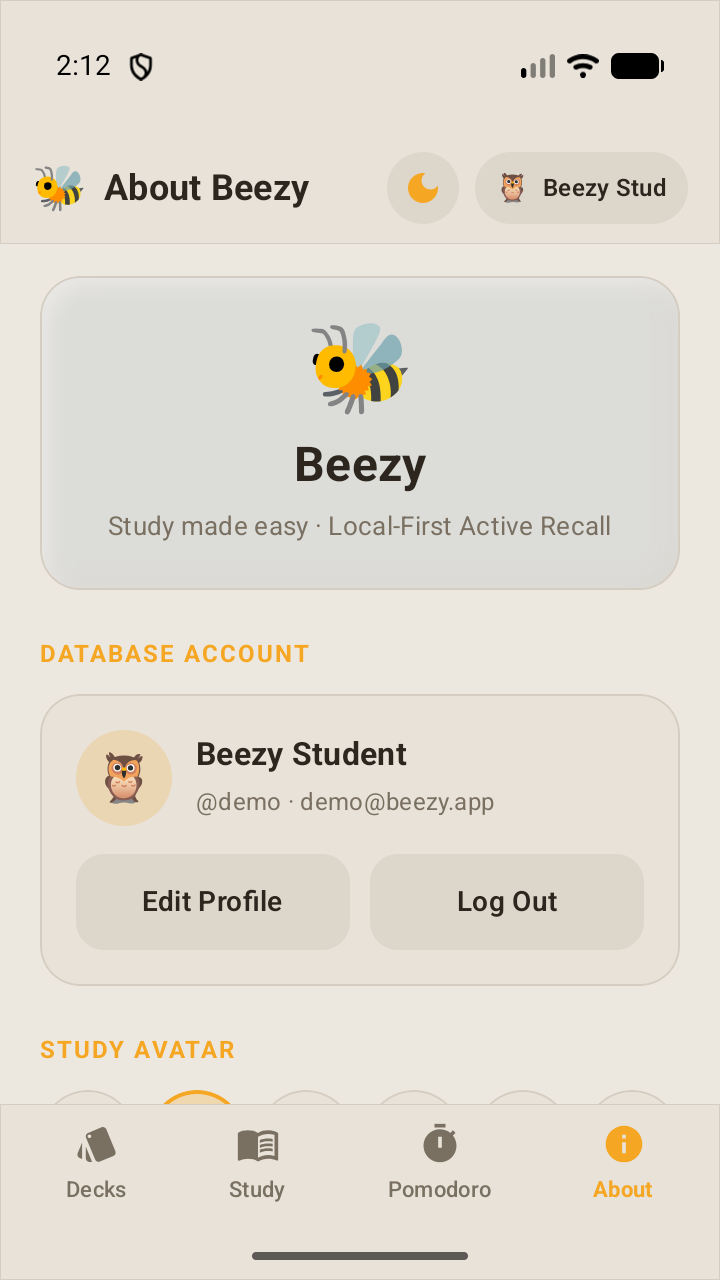 2:12
About Beezy
Beezy Stud
Beezy
Study made easy · Local-First Active Recall
DATABASE ACCOUNT
Beezy Student
@demo · demo@beezy.app
Edit Profile
Log Out
STUDY AVATAR
Decks
Study
Pomodoro
About